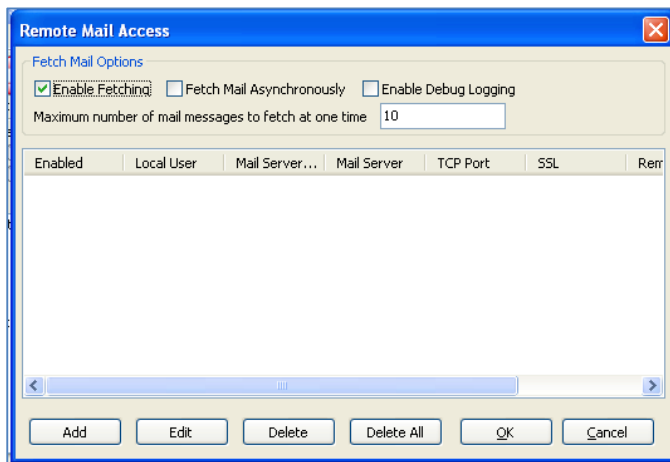 Remote Mail Access
Fetch Mail Options
Enable Fetching Fetch Mail Asynchronously Enable Debug Logging
Maximum number of mail messages to fetch at one time 10
Enabled Local User Mail Server... Mail Server TCP Port SSL Rem
Add Edit Delete Delete All OK Cancel